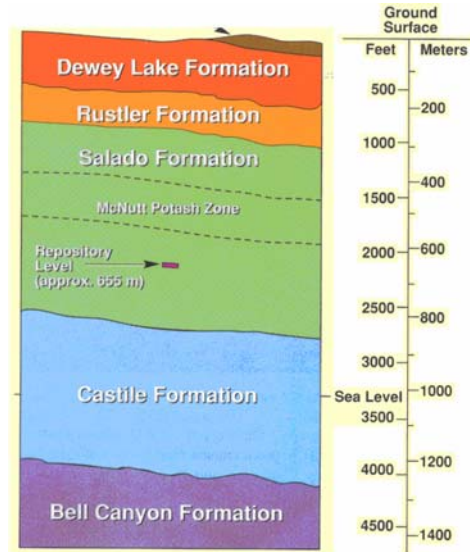 Ground
Surface
Feet Meters
Dewey Lake Formation
500
200
Rustler Formation
1000
Salado Formation
400
1500
McNutt Potash Zone
600
2000
Repository
Level
(approx. 655 m)
2500
800
3000
Castile Formation
Sea Level
1000
3500
1200
4000
Bell Canyon Formation
4500
1400